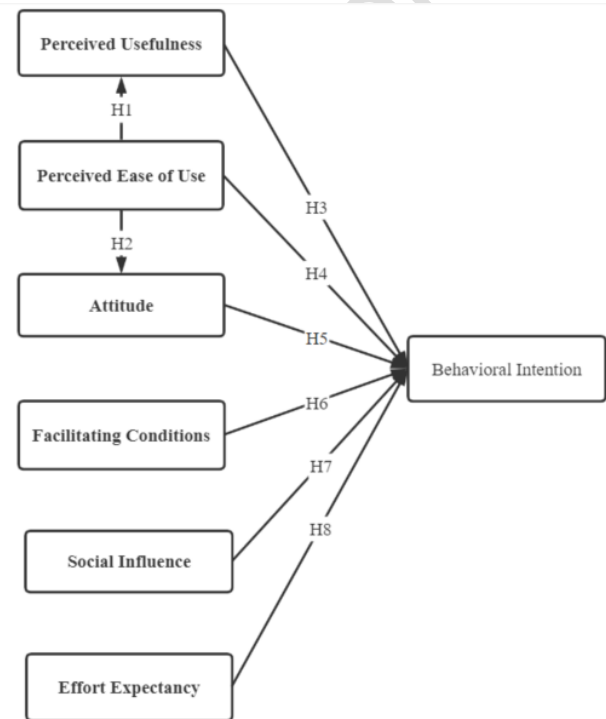 Perceived Usefulness
H1
Perceived Ease of Use
H3
H2
H4
Attitude
H5
Behavioral Intention
H6
Facilitating Conditions
H7
H8
Social Influence
Effort Expectancy